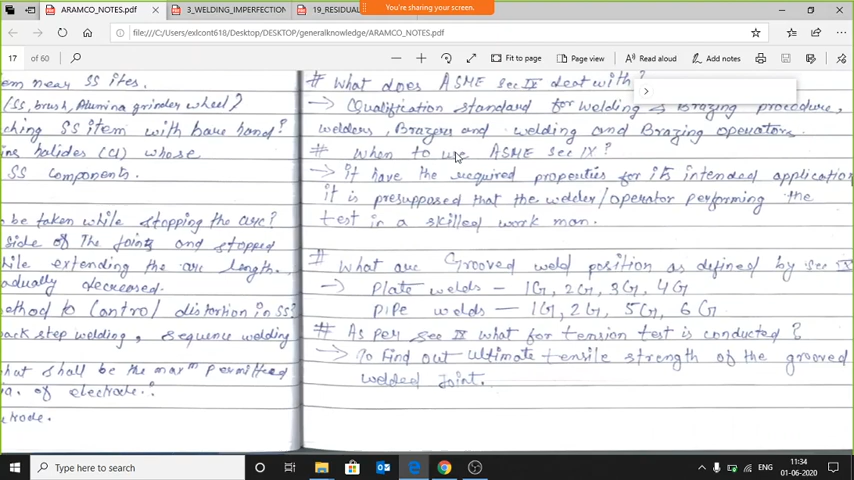 ARAMCO_NOTES.pdf
3_WELDING_IMPERFECTION
19_RESIDUAL
You're sharing your screen.
file:///C:/Users/exlcont618/Desktop/DESKTOP/generalknowledge/ARAMCO_NOTES.pdf
17 of 60
Fit to page
Page view
Read aloud
Add notes
em near SS ites.
(SS, brush, Alumina grinder wheel?
ching SS item with bare hand?
ins halides (Cl) whose
SS components.
be taken while stopping the arc?
side of The Joints and stopped
ile extending the arc length.
adually decreased.
ethod to Control distortion in SS?
back step welding, sequence welding
hat shall be the marm permitted
ia. of electrode.
ctrode.
# What does ASME sec IX deat with?
→ Qualification standard for welding & Brazing procedure,
welders, Brazers and welding and Brazing operators.
# When to use ASME Sec IX?
→ it have the required properties for its intended application
it is presupposed that the welder/operator performing the
test in a skilled work man.
# What are Grooved weld position as defined by sec IX
→ Plate welds - 1G, 2G, 3G, 4G
PiPe welds - 1G, 2G, 5G, 6G.
# As per sec IX what for tension test is conducted?
→ To Find out ultimate tensile strength of the grooved
welded Joint.
Type here to search
ENG
11:34
01-06-2020